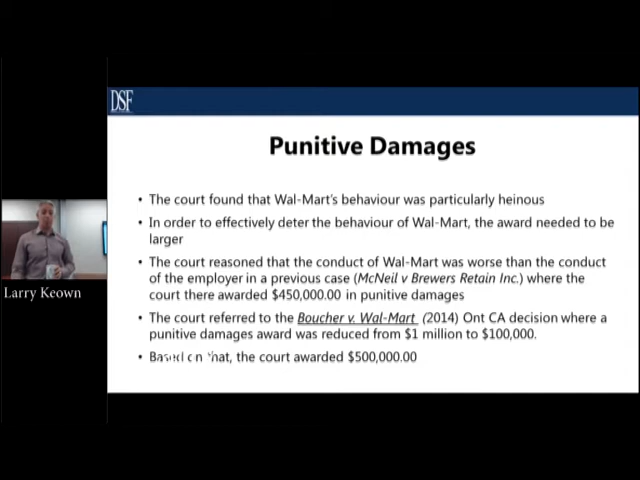 DSF
Punitive Damages
• The court found that Wal-Mart's behaviour was particularly heinous
• In order to effectively deter the behaviour of Wal-Mart, the award needed to be
larger
• The court reasoned that the conduct of Wal-Mart was worse than the conduct
of the employer in a previous case (McNeil v Brewers Retain Inc.) where the
court there awarded $450,000.00 in punitive damages
• The court referred to the Boucher v. Wal-Mart (2014) Ont CA decision where a
punitive damages award was reduced from $1 million to $100,000.
• Based on that, the court awarded $500,000.00
Larry Keown